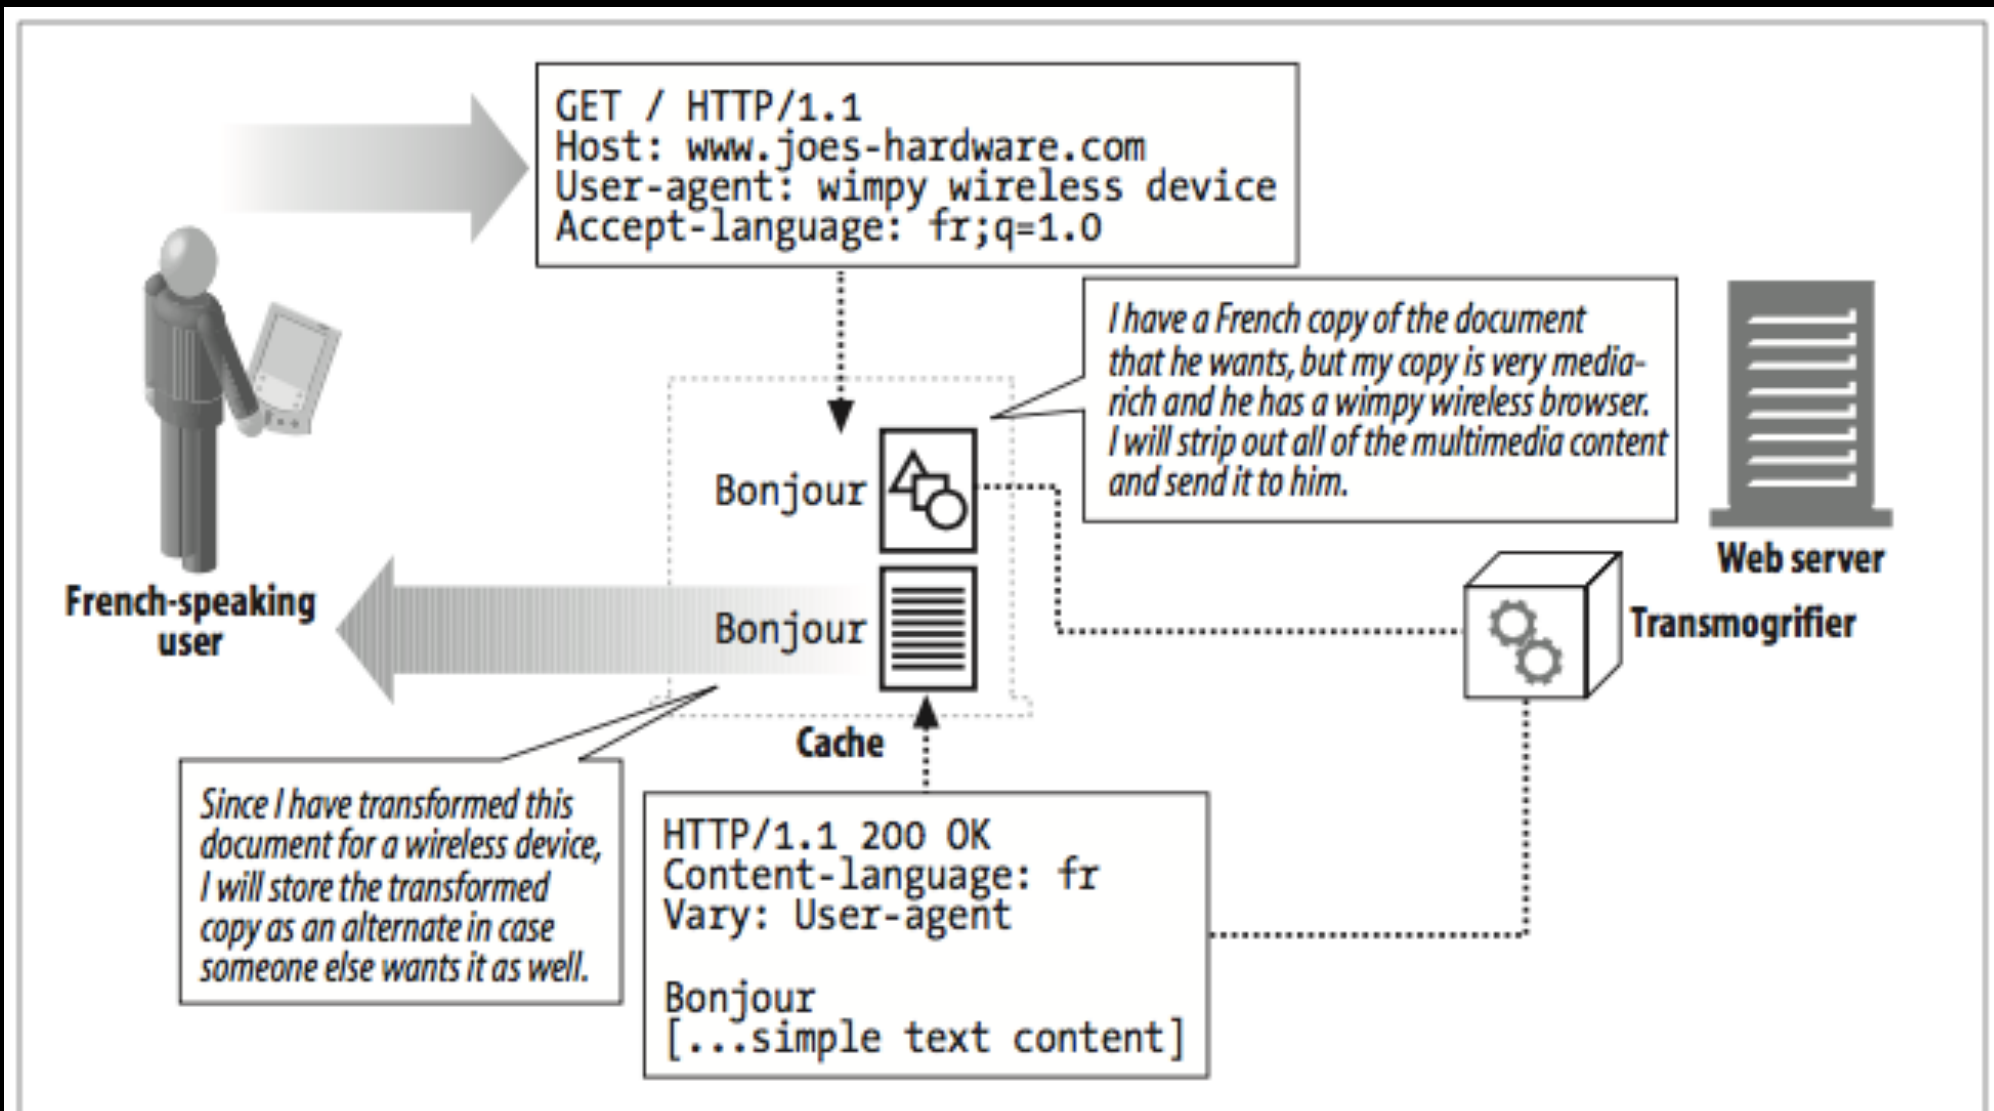 GET / HTTP/1.1
Host: www.joes-hardware.com
User-agent: wimpy wireless device
Accept-language: fr;q=1.0
I have a French copy of the document
that he wants, but my copy is very media-
rich and he has a wimpy wireless browser.
I will strip out all of the multimedia content
and send it to him.
Bonjour
Web server
French-speaking
user
Bonjour
Transmogrifier
Cache
Since I have transformed this
document for a wireless device,
I will store the transformed
copy as an alternate in case
someone else wants it as well.
HTTP/1.1 200 OK
Content-language: fr
Vary: User-agent
Bonjour
[...simple text content]